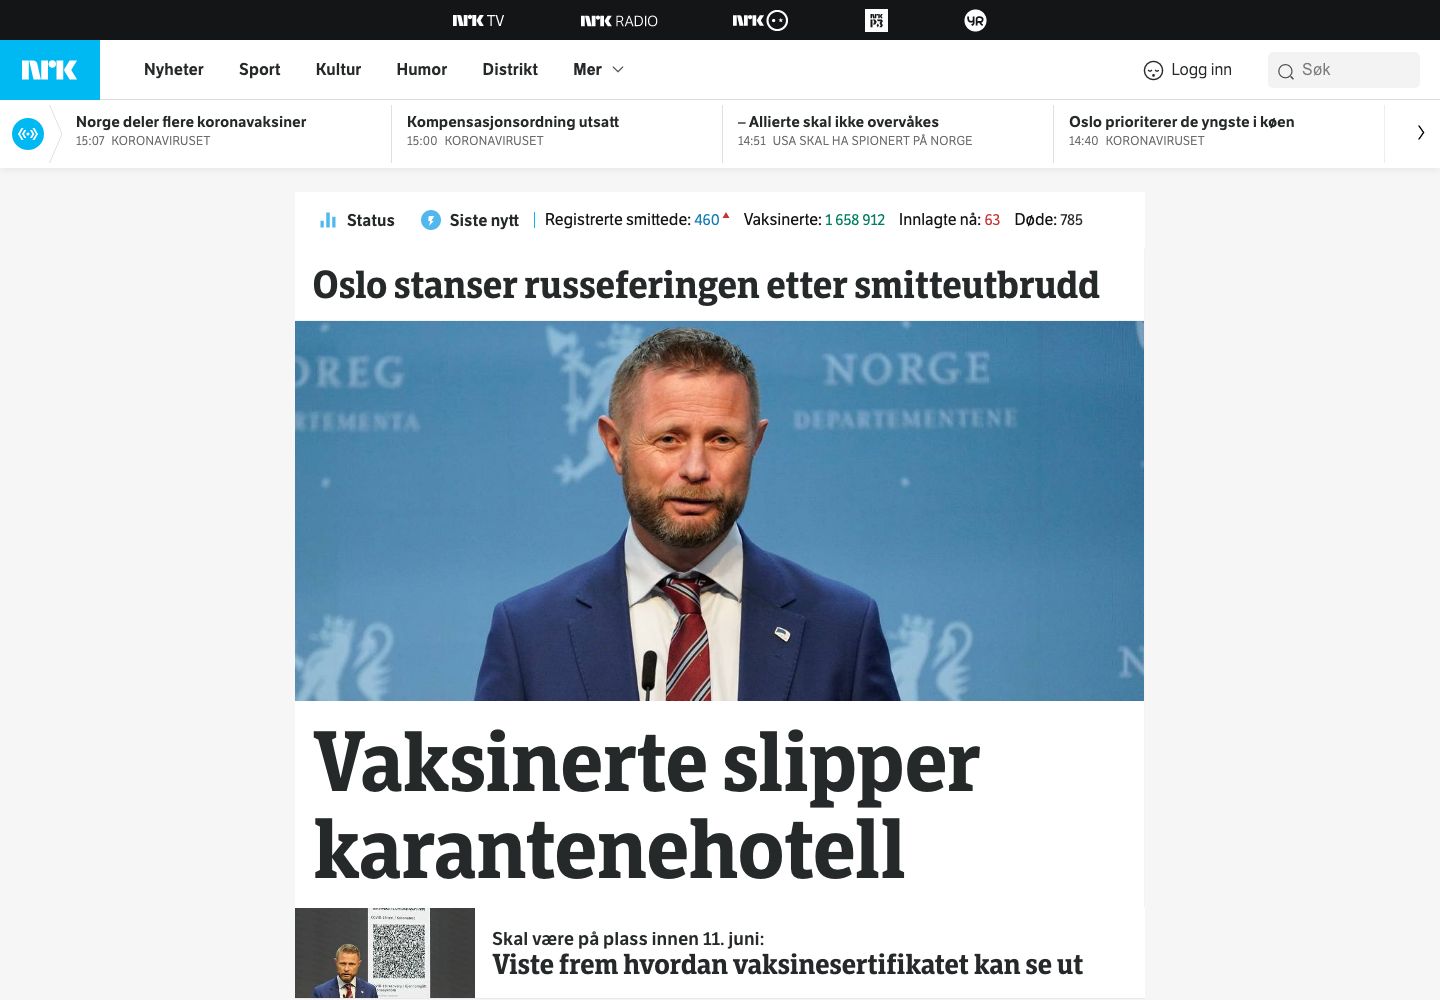 NRK TV
NRK RADIO
NRK
NRK P3
YR
NRK
Nyheter
Sport
Kultur
Humor
Distrikt
Mer
Logg inn
Søk
Norge deler flere koronavaksiner
15:07 KORONAVIRUSET
Kompensasjonsordning utsatt
15:00 KORONAVIRUSET
– Allierte skal ikke overvåkes
14:51 USA SKAL HA SPIONERT PÅ NORGE
Oslo prioriterer de yngste i køen
14:40 KORONAVIRUSET
Status
Siste nytt
Registrerte smittede: 460
Vaksinerte: 1 658 912
Innlagte nå: 63
Døde: 785
Oslo stanser russeferingen etter smitteutbrudd
OREG
RTEMENTA
NORGE
DEPARTEMENTENE
N
Vaksinerte slipper
karantenehotell
Skal være på plass innen 11. juni:
Viste frem hvordan vaksinesertifikatet kan se ut